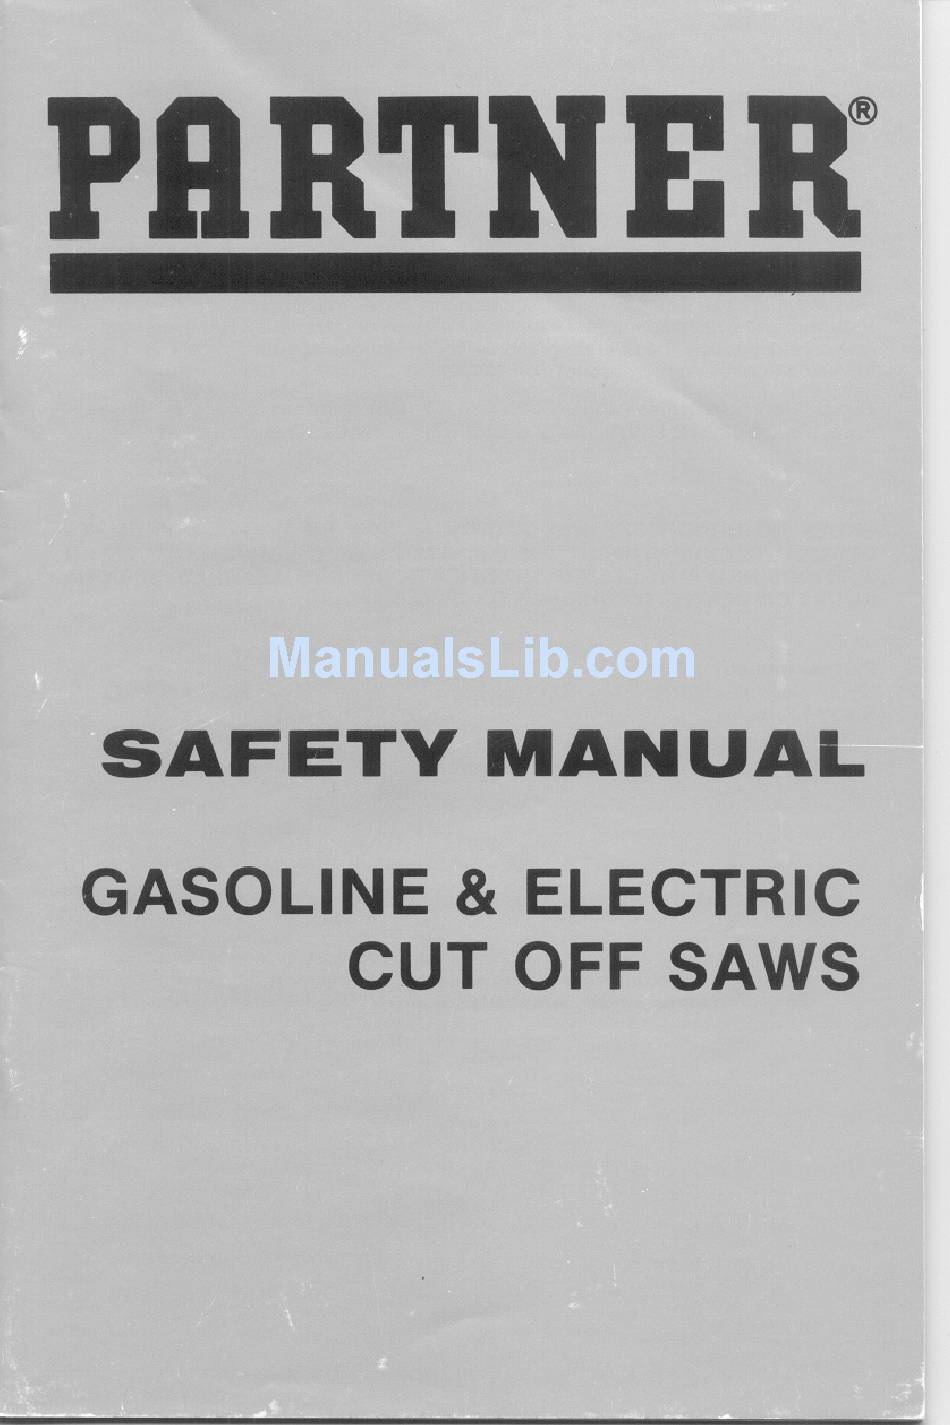 PARTNER®
ManualsLib.com
SAFETY MANUAL
GASOLINE & ELECTRIC
CUT OFF SAWS